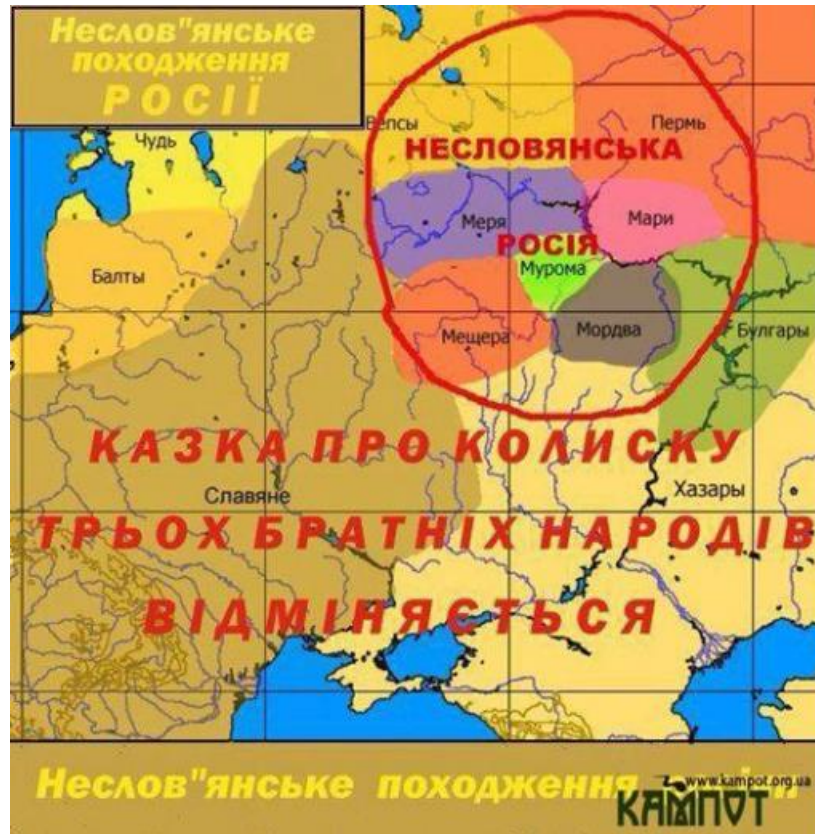 Неслов"янське
походження
РОСІЇ
Чудь
Вепсы
Пермь
НЕСЛОВЯНСЬКА
Меря
Мари
РОСІЯ
Мурома
Балты
Мещера
Мордва
Булгары
КАЗКА ПРО КОЛИСКУ
Славяне
Хазары
ТРЬОХ БРАТНІХ НАРОДІВ
ВІДМІНЯЄТЬСЯ
Неслов"янське походження
www.kampot.org.ua
КАМПОТ